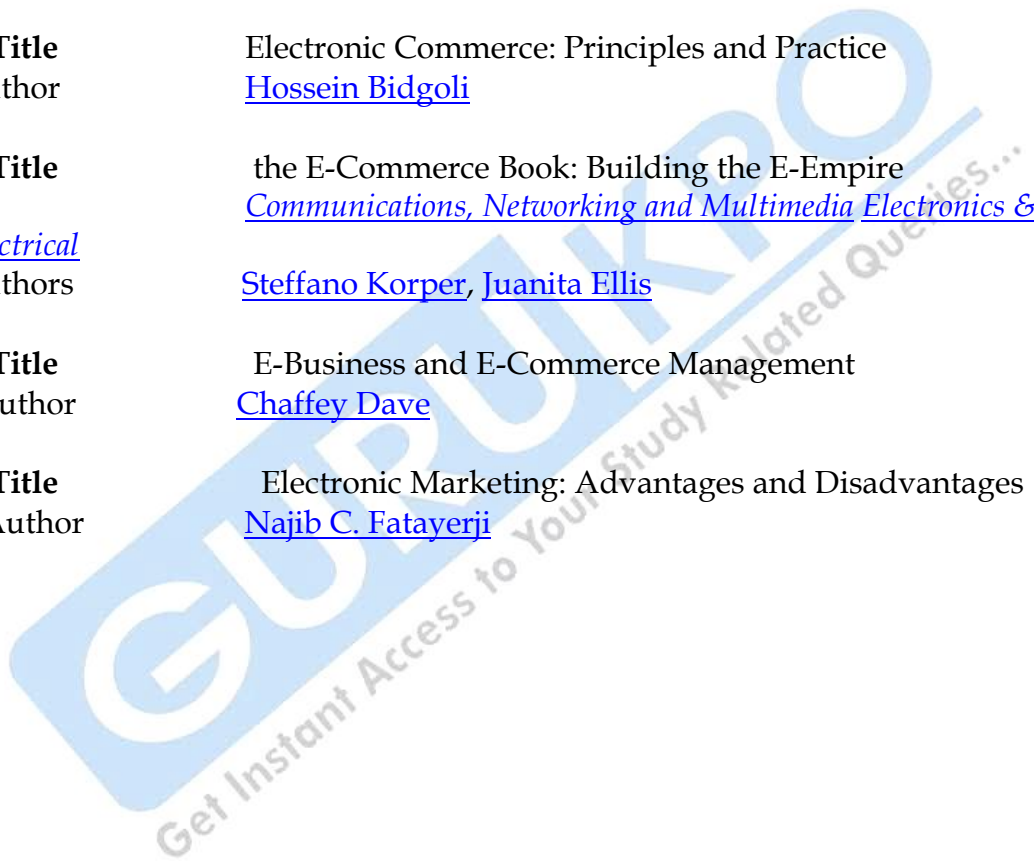 Title Electronic Commerce: Principles and Practice
thor Hossein Bidgoli
Title the E-Commerce Book: Building the E-Empire
Communications, Networking and Multimedia Electronics &
ctrical
thors Steffano Korper, Juanita Ellis
Title E-Business and E-Commerce Management
uthor Chaffey Dave
Title Electronic Marketing: Advantages and Disadvantages
Author Najib C. Fatayerji
GURUKPO
Get Instant Access to Your Study Related Queries...